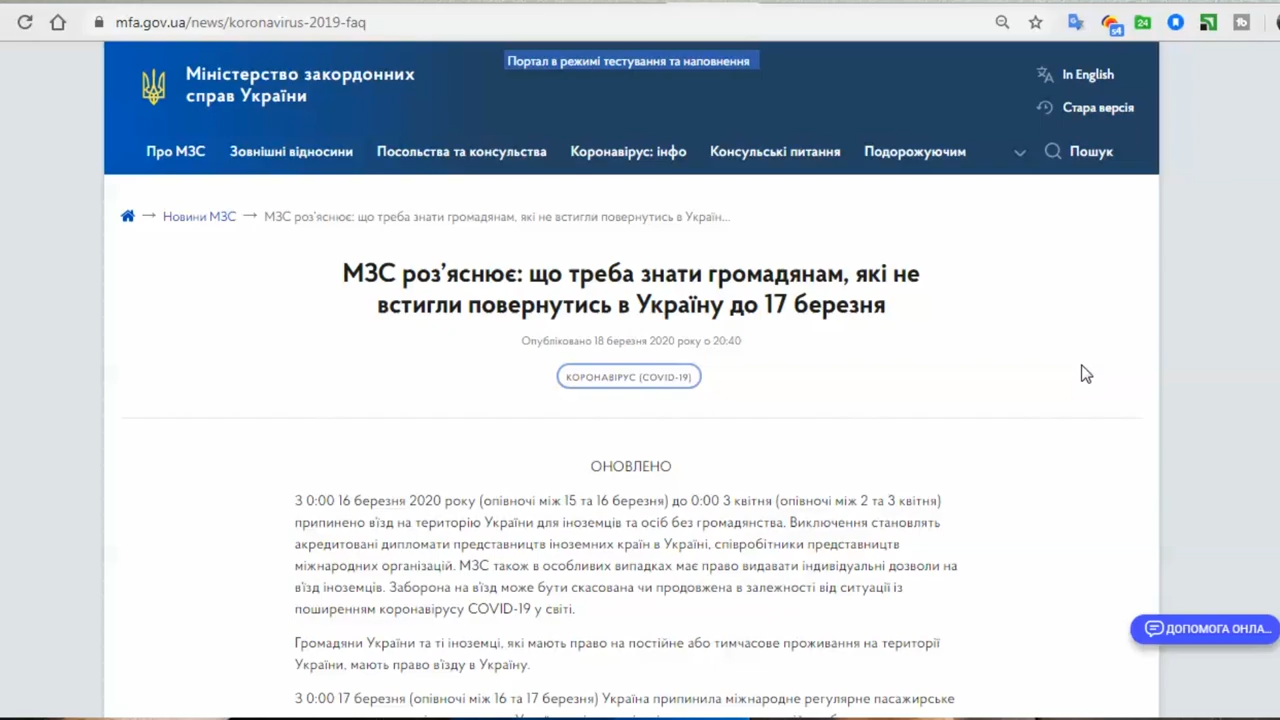 mfa.gov.ua/news/koronavirus-2019-faq
24
s4
Портал в режимі тестування та наповнення
Міністерство закордонних
справ України
In English
Стара версія
Про МЗС Зовнішні відносини Посольства та консульства Коронавірус: інфо Консульські питання Подорожуючим Пошук
Новини МЗС → МЗС роз’яснює: що треба знати громадянам, які не встигли повернутись в Україн...
МЗС роз’яснює: що треба знати громадянам, які не
встигли повернутись в Україну до 17 березня
Опубліковано 18 березня 2020 року о 20:40
КОРОНАВІРУС (COVID-19)
ОНОВЛЕНО
З 0:00 16 березня 2020 року (опівночі між 15 та 16 березня) до 0:00 3 квітня (опівночі між 2 та 3 квітня)
припинено в'їзд на територію України для іноземців та осіб без громадянства. Виключення становлять
акредитовані дипломати представництв іноземних країн в Україні, співробітники представництв
міжнародних організацій. МЗС також в особливих випадках має право видавати індивідуальні дозволи на
в'їзд іноземців. Заборона на в'їзд може бути скасована чи продовжена в залежності від ситуації із
поширенням коронавірусу COVID-19 у світі.
Громадяни України та ті іноземці, які мають право на постійне або тимчасове проживання на території
України, мають право в'їзду в Україну.
З 0:00 17 березня (опівночі між 16 та 17 березня) Україна припинила міжнародне регулярне пасажирське
ДОПОМОГА ОНЛА...